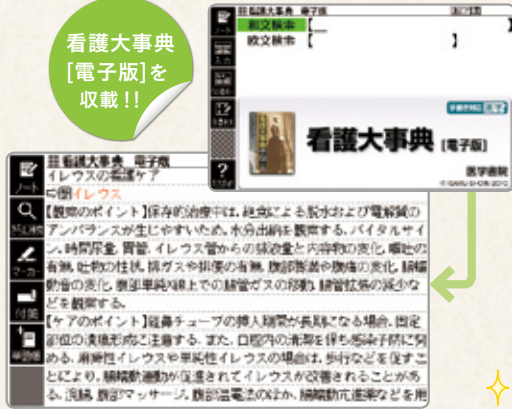 看護大事典
[電子版]を
収載!!
看護大事典 電子版
和文検索【
】
欧文検索【
】
看護大事典 [電子版]
医学書院
© IGAKU-SHOIN 2010
ノート
看護大事典 電子版
イレウスの看護ケア
⇨図イレウス
【観察のポイント】保存的治療中は,絶食による脱水および電解質の
アンバランスが生じやすいため,水分出納を観察する.バイタルサイ
ン,時間尿量,胃管,イレウス管からの排液量と内容物の変化,嘔吐の
有無,吐物の性状,排ガスや排便の有無,腹部膨満や腹痛の変化,腸蠕
動音の変化,腹部単純X線上での腸管ガスの移動,腸管拡張の減少な
どを観察する.
【ケアのポイント】経鼻チューブの挿入期間が長期になる場合,固定
部位の潰瘍形成に注意する.また,口腔内の清潔を保ち感染予防に努
める.麻痺性イレウスや単純性イレウスの場合は,歩行などを促すこ
とにより,腸蠕動運動が促進されてイレウスが改善されることがあ
る.浣腸,腹部マッサージ,腹部温罨法のほか,腸蠕動亢進薬などを用
ノート
マーカー
付箋
単語帳